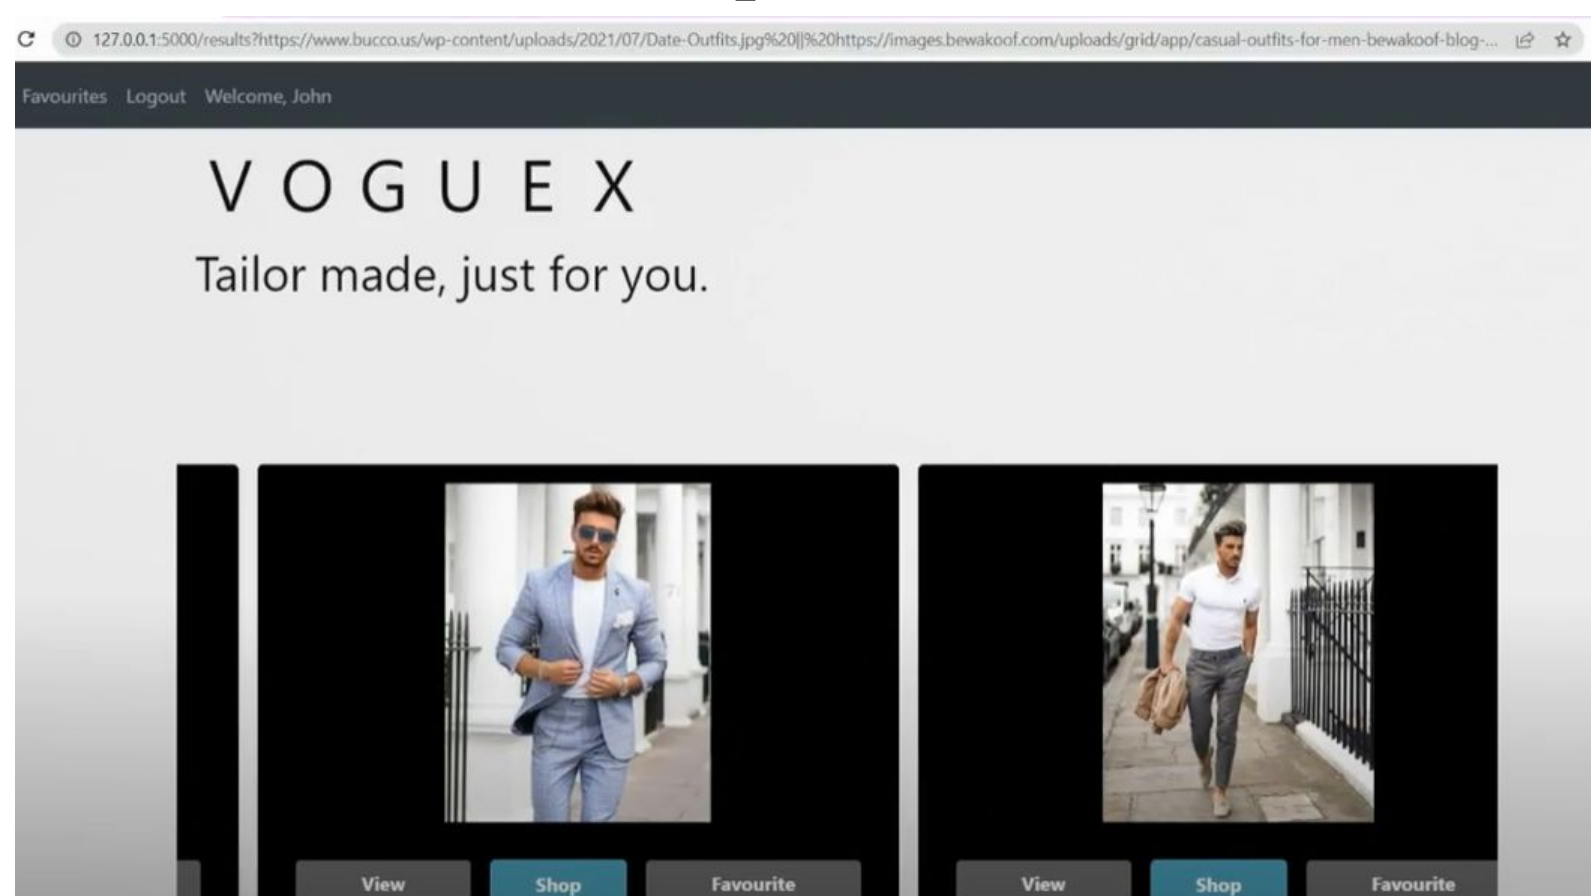 127.0.0.1:5000/results?https://www.bucco.us/wp-content/uploads/2021/07/Date-Outfits.jpg%20||%20https://images.bewakoof.com/uploads/grid/app/casual-outfits-for-men-bewakoof-blog-...
Favourites Logout Welcome, John
V O G U E X
Tailor made, just for you.
View Shop Favourite View Shop Favourite